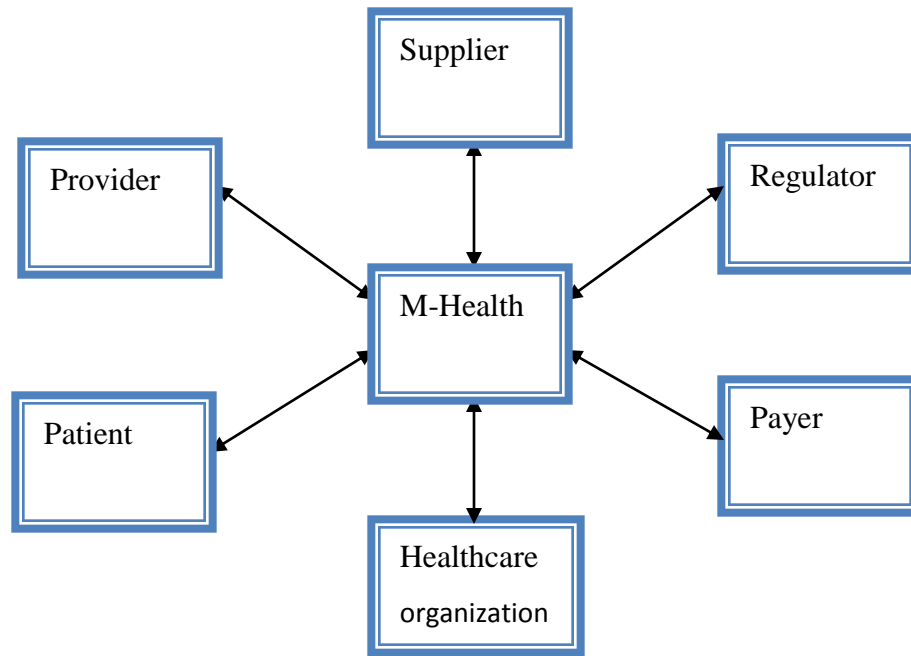 Supplier
Provider
Regulator
M-Health
Patient
Payer
Healthcare
organization